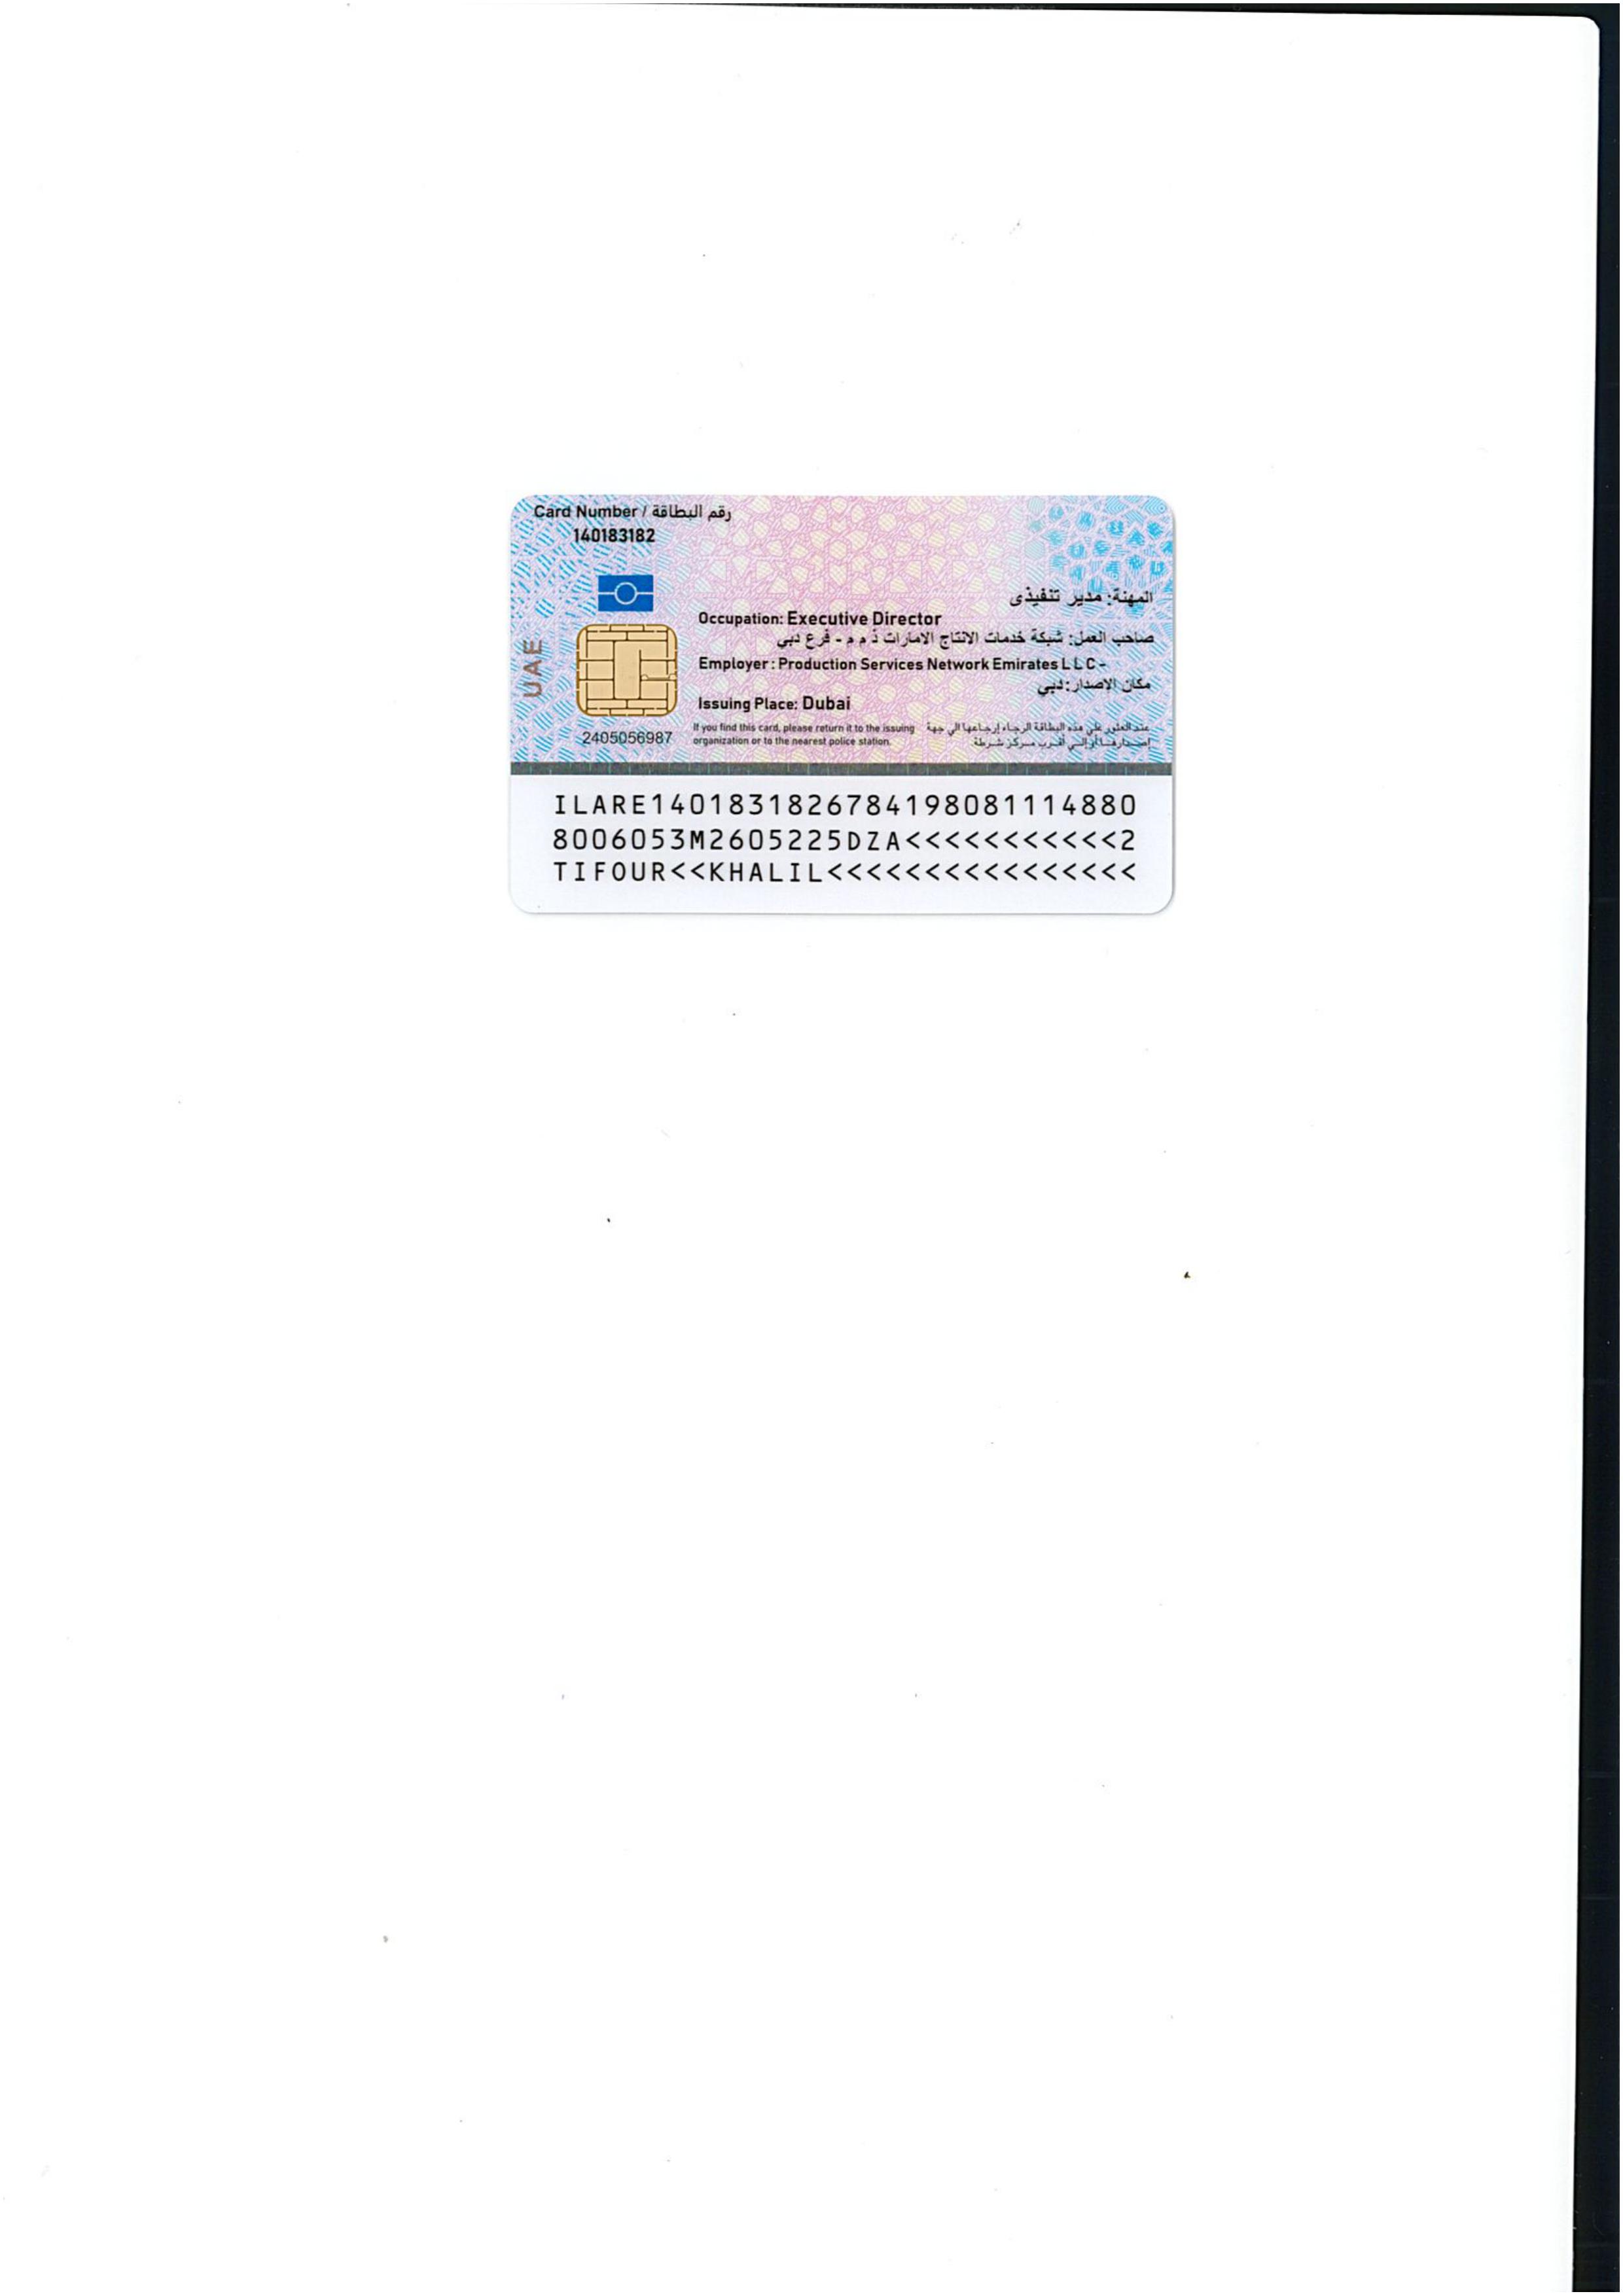 Card Number / رقم البطاقة
140183182
المهنة: مدير تنفيذى
Occupation: Executive Director
صاحب العمل: شبكة خدمات الانتاج الامارات ذ م م - فرع دبي
Employer : Production Services Network Emirates L L C -
مكان الاصدار: دبي
Issuing Place: Dubai
UAE
2405056987
If you find this card, please return it to the issuing
organization or to the nearest police station.
عند العثور على هذه البطاقة الرجاء إرجاعها الى جهة
إصدارها أو إلى أقرب مركز شرطة
ILARE1401831826784198081114880
8006053M2605225DZA<<<<<<<<<<<2
TIFOUR<<KHALIL<<<<<<<<<<<<<<<<